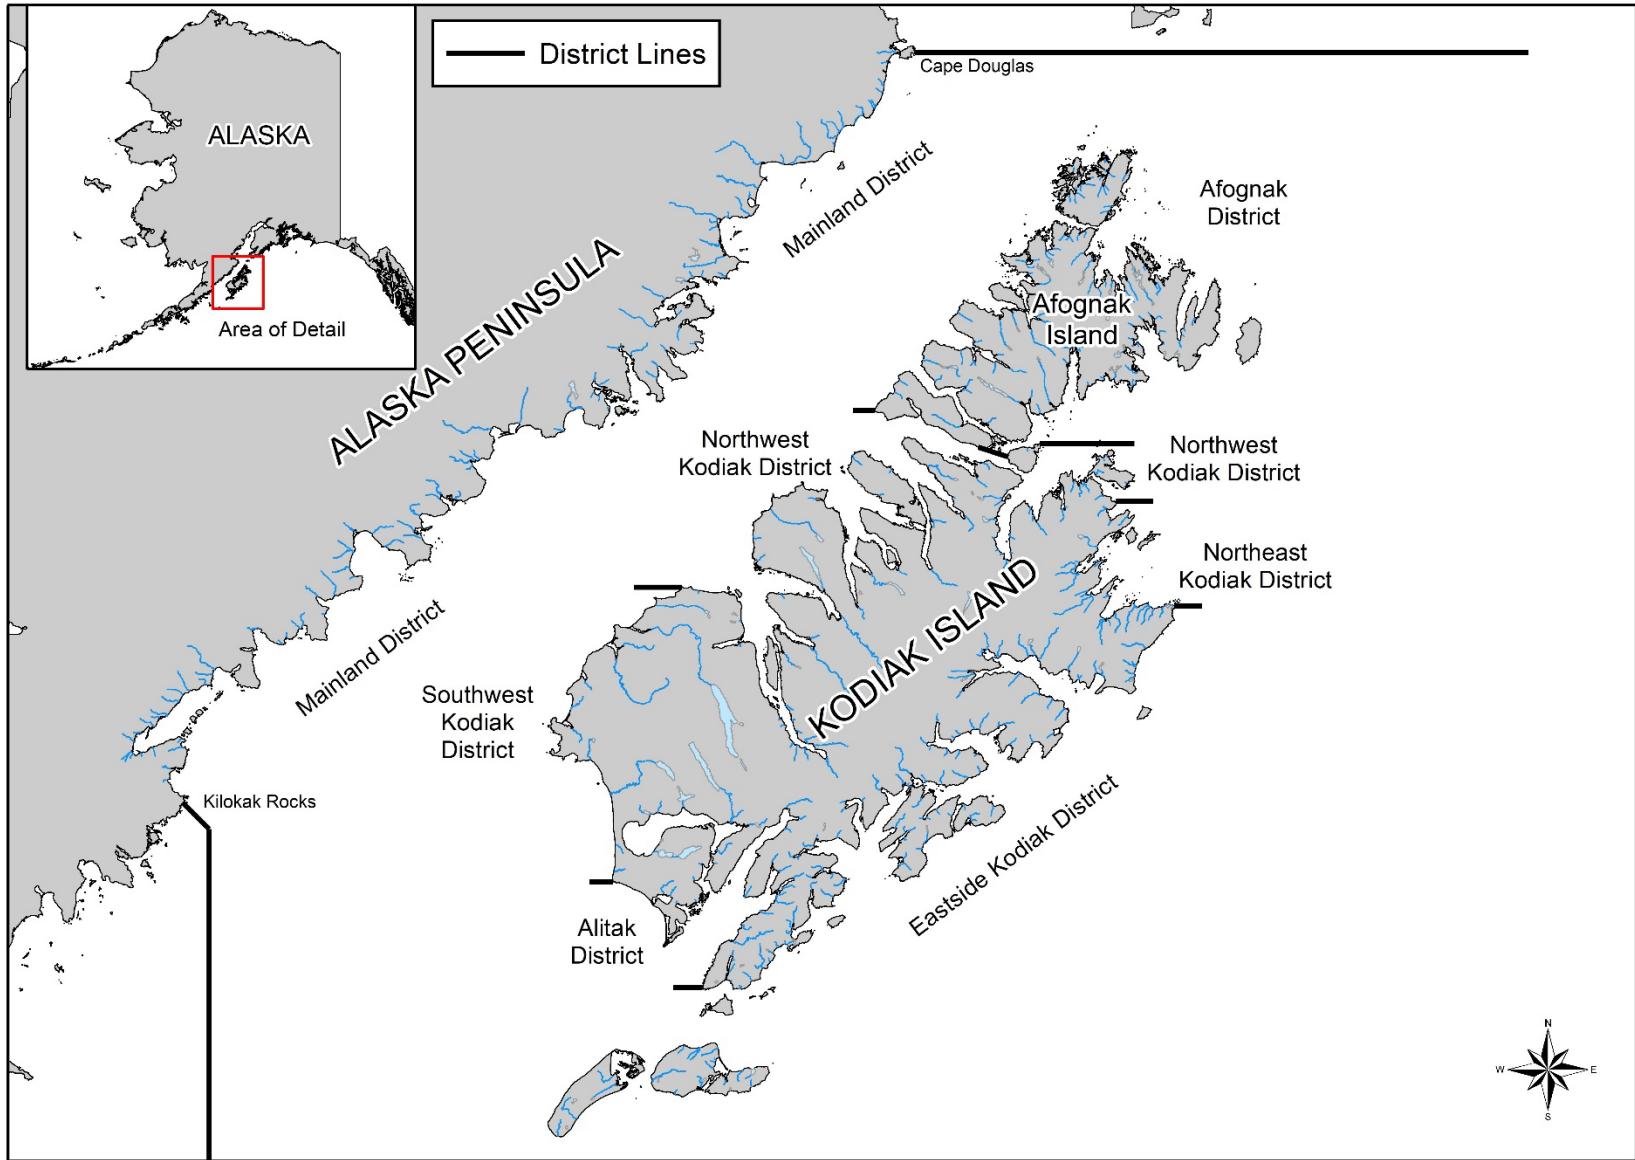 ALASKA
Area of Detail
District Lines
Cape Douglas
Mainland District
Afognak
District
ALASKA PENINSULA
Afognak
Island
Northwest
Kodiak District
Northwest
Kodiak District
Northeast
Kodiak District
KODIAK ISLAND
Mainland District
Southwest
Kodiak
District
Kilokak Rocks
Eastside Kodiak District
Alitak
District
N
W
E
S